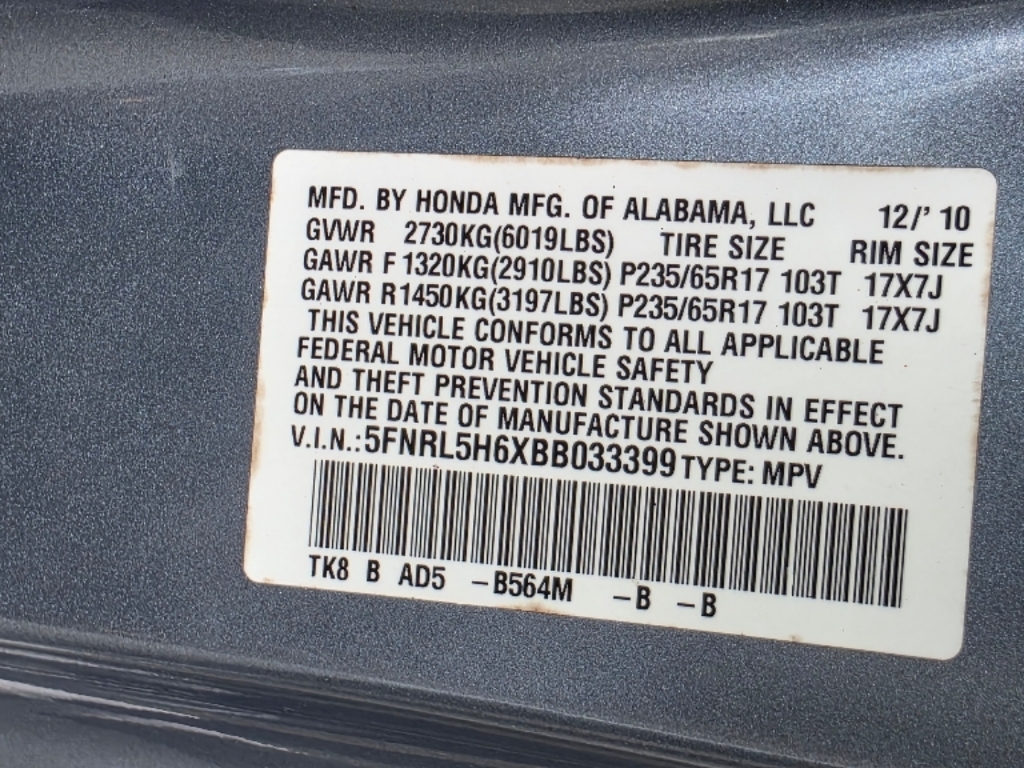 MFD. BY HONDA MFG. OF ALABAMA, LLC 12/' 10
GVWR 2730KG(6019LBS) TIRE SIZE RIM SIZE
GAWR F 1320KG(2910LBS) P235/65R17 103T 17X7J
GAWR R1450KG(3197LBS) P235/65R17 103T 17X7J
THIS VEHICLE CONFORMS TO ALL APPLICABLE
FEDERAL MOTOR VEHICLE SAFETY
AND THEFT PREVENTION STANDARDS IN EFFECT
ON THE DATE OF MANUFACTURE SHOWN ABOVE.
V.I.N.: 5FNRL5H6XBB033399 TYPE: MPV
TK8 B AD5 -B564M -B -B